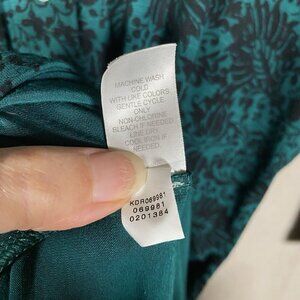 MACHINE WASH
COLD
WITH LIKE COLORS,
GENTLE CYCLE
ONLY
NON-CHLORINE
BLEACH IF NEEDED
LINE DRY,
COOL IRON IF
NEEDED.
KDR069981
069981
0201384